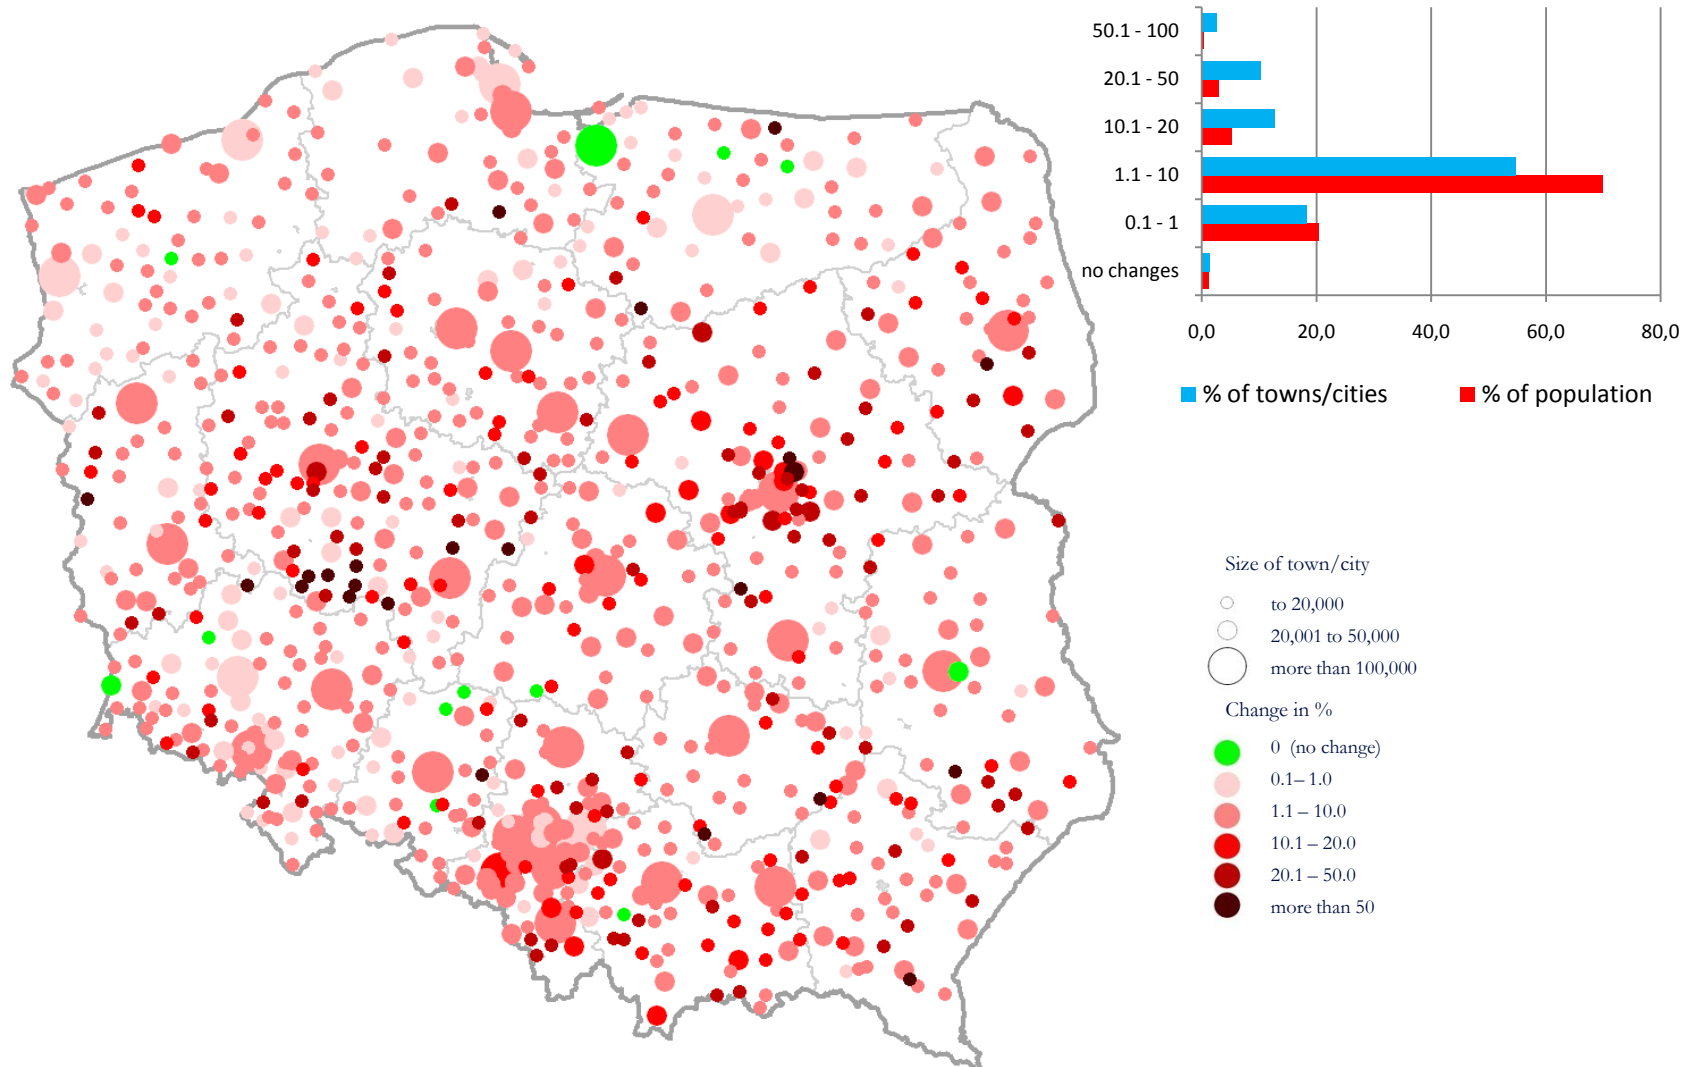 50.1 - 100
20.1 - 50
10.1 - 20
1.1 - 10
0.1 - 1
no changes
0,0 20,0 40,0 60,0 80,0
% of towns/cities % of population
Size of town/city
to 20,000
20,001 to 50,000
more than 100,000
Change in %
0 (no change)
0.1– 1.0
1.1 – 10.0
10.1 – 20.0
20.1 – 50.0
more than 50